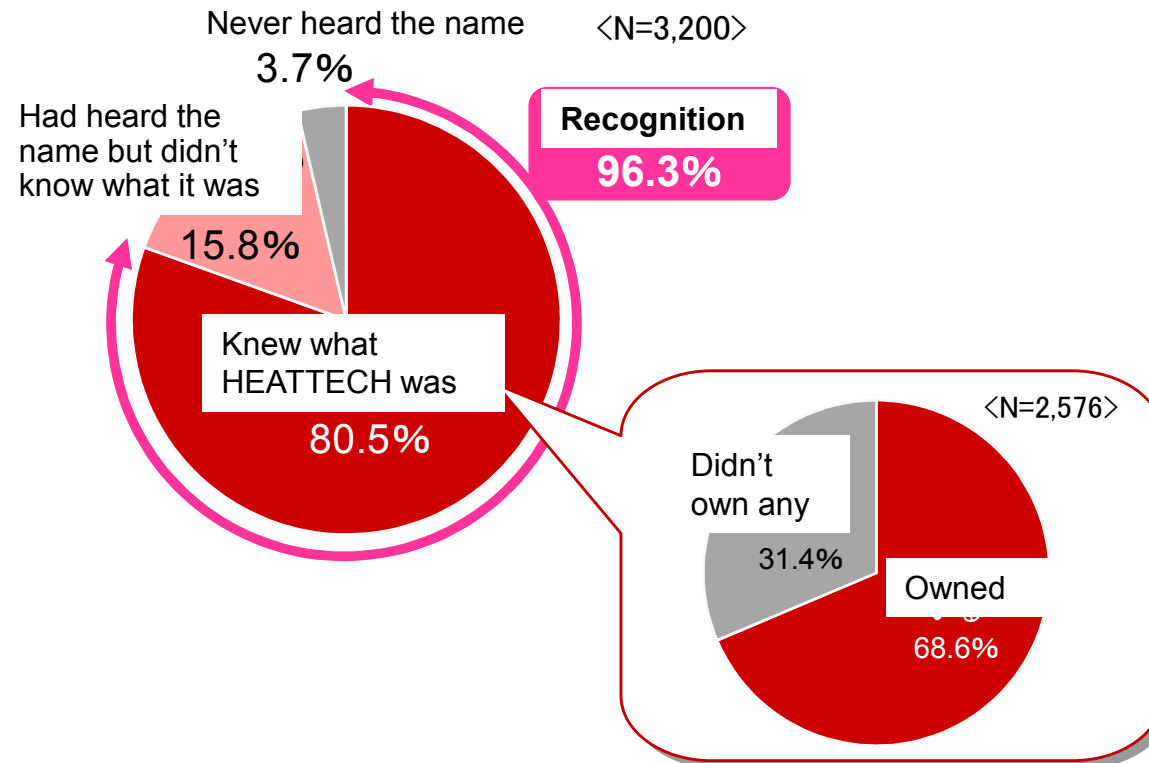 Never heard the name
<N=3,200>
3.7%
Had heard the
name but didn't
know what it was
Recognition
96.3%
15.8%
Knew what
HEATTECH was
80.5%
<N=2,576>
Didn't
own any
31.4%
Owned
68.6%